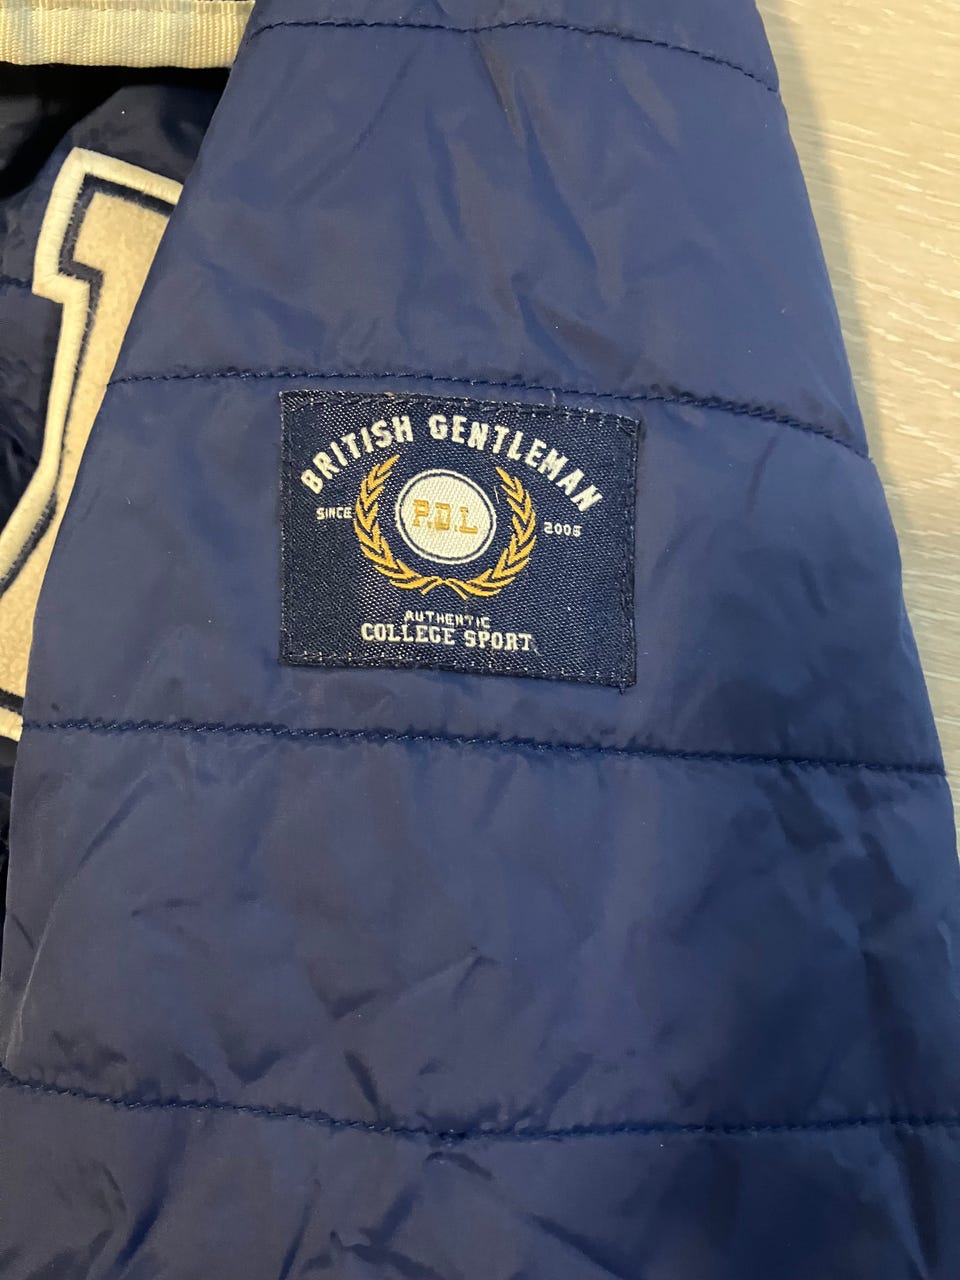 BRITISH GENTLEMAN
SINCE 2005
P.D.L
AUTHENTIC
COLLEGE SPORT